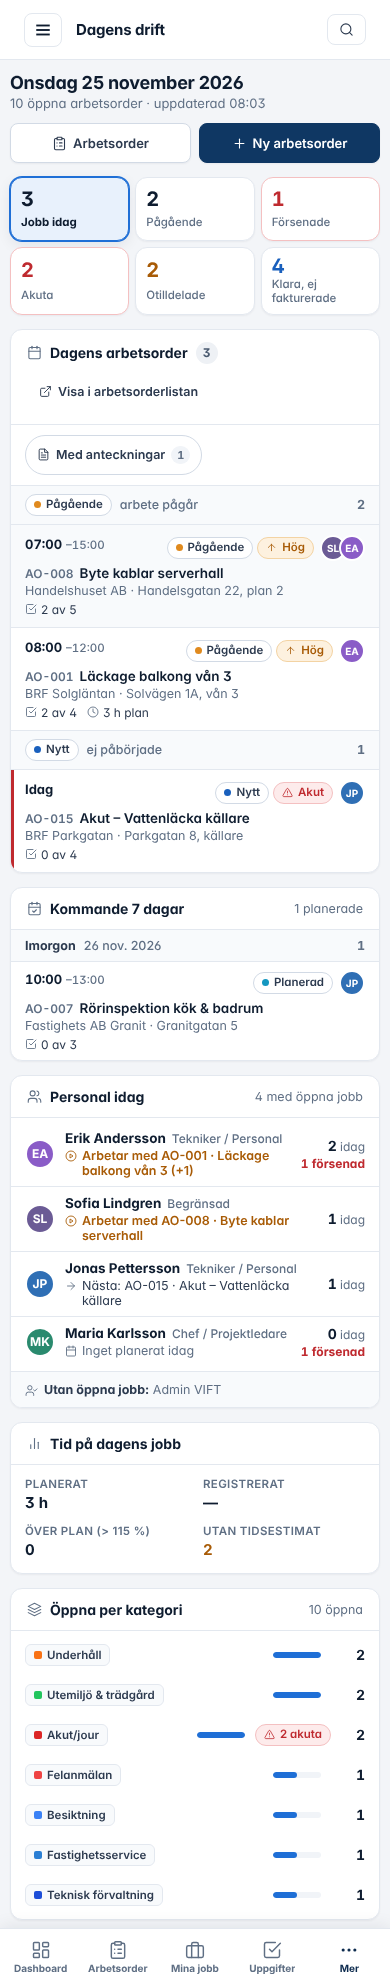 Dagens drift
Onsdag 25 november 2026
10 öppna arbetsorder · uppdaterad 08:03
Arbetsorder
Ny arbetsorder
3
Jobb idag
2
Pågående
1
Försenade
2
Akuta
2
Otilldelade
4
Klara, ej
fakturerade
Dagens arbetsorder 3
Visa i arbetsorderlistan
Med anteckningar 1
Pågående arbete pågår 2
07:00 –15:00 Pågående Hög SL EA
AO-008 Byte kablar serverhall
Handelshuset AB · Handelsgatan 22, plan 2
2 av 5
08:00 –12:00 Pågående Hög EA
AO-001 Läckage balkong vån 3
BRF Solgläntan · Solvägen 1A, vån 3
2 av 4 3 h plan
Nytt ej påbörjade 1
Idag Nytt Akut JP
AO-015 Akut – Vattenläcka källare
BRF Parkgatan · Parkgatan 8, källare
0 av 4
Kommande 7 dagar 1 planerade
Imorgon 26 nov. 2026 1
10:00 –13:00 Planerad JP
AO-007 Rörinspektion kök & badrum
Fastighets AB Granit · Granitgatan 5
0 av 3
Personal idag 4 med öppna jobb
EA Erik Andersson Tekniker / Personal 2 idag
Arbetar med AO-001 · Läckage
balkong vån 3 (+1)
1 försenad
SL Sofia Lindgren Begränsad 1 idag
Arbetar med AO-008 · Byte kablar
serverhall
JP Jonas Pettersson Tekniker / Personal 1 idag
Nästa: AO-015 · Akut – Vattenläcka
källare
MK Maria Karlsson Chef / Projektledare 0 idag
Inget planerat idag 1 försenad
Utan öppna jobb: Admin VIFT
Tid på dagens jobb
PLANERAT REGISTRERAT
3 h —
ÖVER PLAN (> 115 %) UTAN TIDSESTIMAT
0 2
Öppna per kategori 10 öppna
Underhåll 2
Utemiljö & trädgård 2
Akut/jour 2 akuta 2
Felanmälan 1
Besiktning 1
Fastighetsservice 1
Teknisk förvaltning 1
Dashboard Arbetsorder Mina jobb Uppgifter Mer